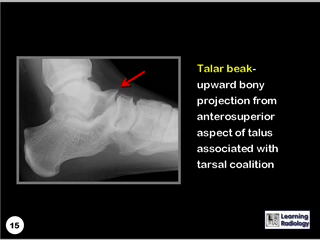 Talar beak-
upward bony
projection from
anterosuperior
aspect of talus
associated with
tarsal coalition
15
Learning
Radiology